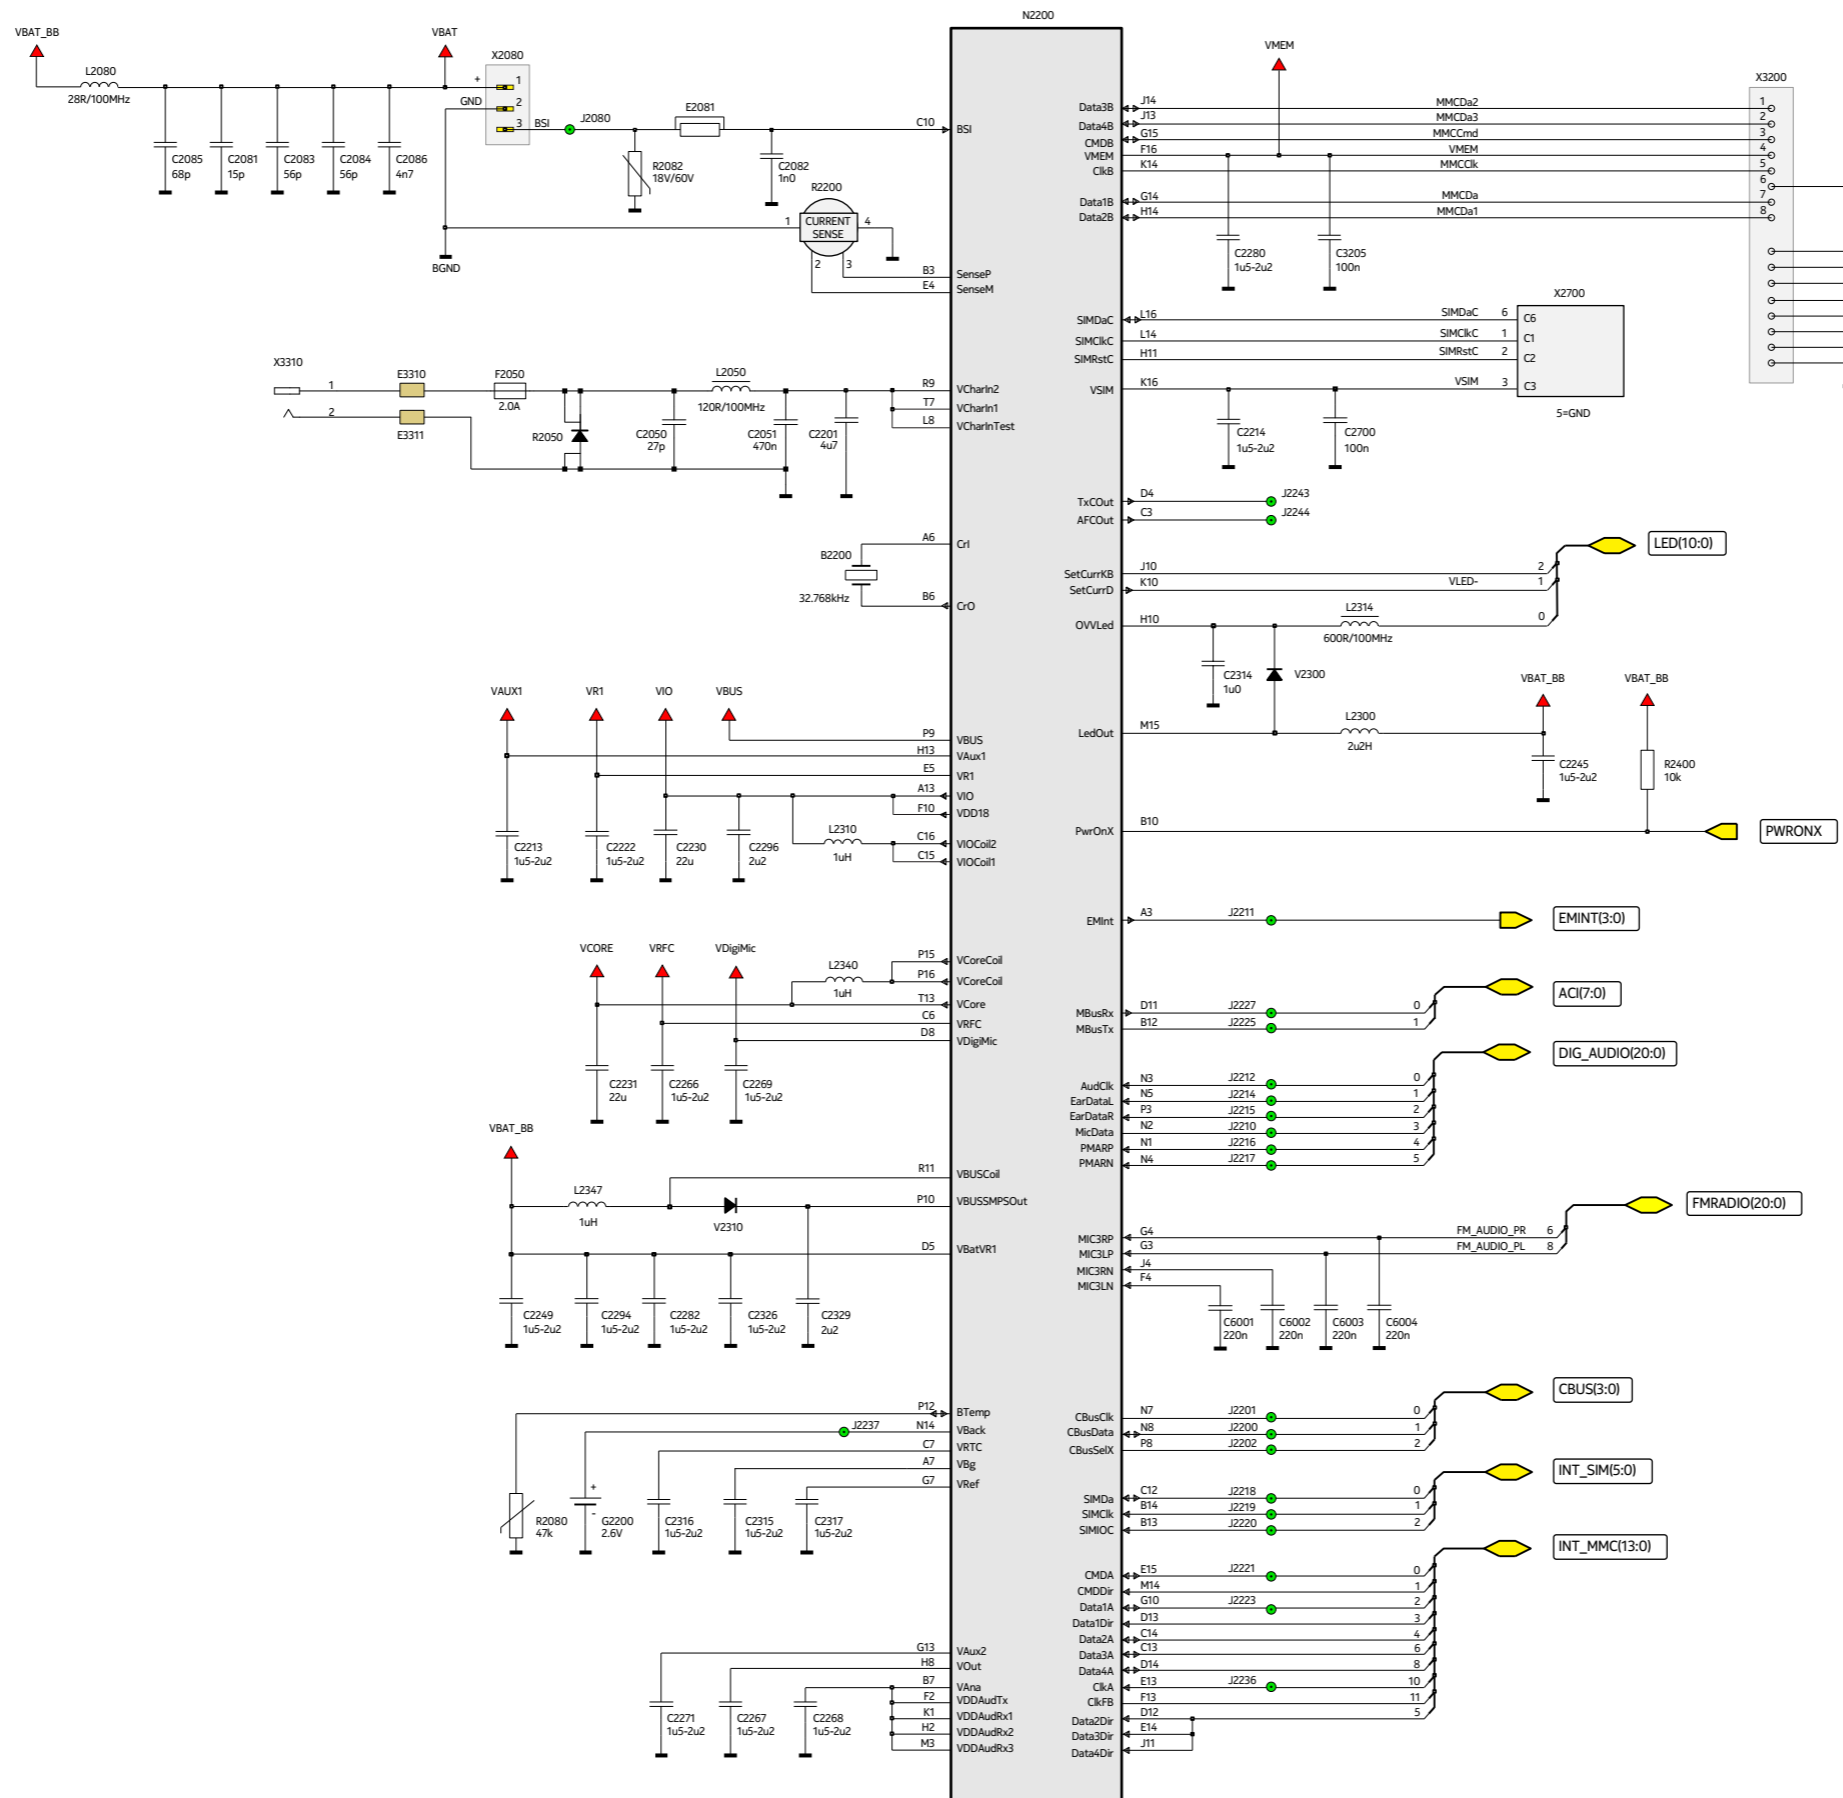 N2200
VBAT_BB
L2080
28R/100MHz
VBAT
X2080
+
1
GND
2
3
BSI
J2080
E2081
C10
BSI
C2085
68p
C2081
15p
C2083
56p
C2084
56p
C2086
4n7
R2082
18V/60V
C2082
1n0
R2200
1
CURRENT
SENSE
4
2
3
BGND
B3
SenseP
E4
SenseM
X3310
1
2
E3310
E3311
F2050
2.0A
R2050
C2050
27p
L2050
120R/100MHz
C2051
470n
C2201
4u7
R9
VCharIn2
T7
VCharIn1
L8
VCharInTest
B2200
32.768kHz
A6
CrI
B6
CrO
VAUX1
VR1
VIO
VBUS
P9
VBUS
H13
VAux1
E5
VR1
A13
VIO
F10
VDD18
C16
VIOCoil2
C15
VIOCoil1
L2310
1uH
C2213
1u5-2u2
C2222
1u5-2u2
C2230
22u
C2296
2u2
VCORE
VRFC
VDigiMic
L2340
1uH
P15
VCoreCoil
P16
VCoreCoil
T13
VCore
C6
VRFC
D8
VDigiMic
C2231
22u
C2266
1u5-2u2
C2269
1u5-2u2
VBAT_BB
L2347
1uH
V2310
R11
VBUSCoil
P10
VBUSSMPSOut
D5
VBatVR1
C2249
1u5-2u2
C2294
1u5-2u2
C2282
1u5-2u2
C2326
1u5-2u2
C2329
2u2
P12
BTemp
J2237
N14
VBack
C7
VRTC
A7
VBg
G7
VRef
R2080
47k
+
-
G2200
2.6V
C2316
1u5-2u2
C2315
1u5-2u2
C2317
1u5-2u2
G13
VAux2
H8
VOut
B7
VAna
F2
VDDAudTx
K1
VDDAudRx1
H2
VDDAudRx2
M3
VDDAudRx3
C2271
1u5-2u2
C2267
1u5-2u2
C2268
1u5-2u2
VMEM
X3200
Data3B
J14
MMCDa2
1
Data4B
J13
MMCDa3
2
CMDB
G15
MMCCmd
3
VMEM
F16
VMEM
4
ClkB
K14
MMCClk
5
6
Data1B
G14
MMCDa
7
Data2B
H14
MMCDa1
8
C2280
1u5-2u2
C3205
100n
X2700
SIMDaC
L16
SIMDaC
6
C6
SIMClkC
L14
SIMClkC
1
C1
SIMRstC
H11
SIMRstC
2
C2
VSIM
K16
VSIM
3
C3
5=GND
C2214
1u5-2u2
C2700
100n
TxCOut
D4
J2243
AFCOut
C3
J2244
LED(10:0)
SetCurrKB
J10
2
SetCurrD
K10
VLED-
1
OVVLed
H10
L2314
600R/100MHz
0
C2314
1u0
V2300
VBAT_BB
VBAT_BB
LedOut
M15
L2300
2u2H
C2245
1u5-2u2
R2400
10k
PwrOnX
B10
PWRONX
EMInt
A3
J2211
EMINT(3:0)
ACI(7:0)
MBusRx
D11
J2227
0
MBusTx
B12
J2225
1
DIG_AUDIO(20:0)
AudClk
N3
J2212
0
EarDataL
N5
J2214
1
EarDataR
P3
J2215
2
MicData
N2
J2210
3
PMARP
N1
J2216
4
PMARN
N4
J2217
5
FMRADIO(20:0)
MIC3RP
G4
FM_AUDIO_PR
6
MIC3LP
G3
FM_AUDIO_PL
8
MIC3RN
J4
MIC3LN
F4
C6001
220n
C6002
220n
C6003
220n
C6004
220n
CBUS(3:0)
CBusClk
N7
J2201
0
CBusData
N8
J2200
1
CBusSelX
P8
J2202
2
INT_SIM(5:0)
SIMDa
C12
J2218
0
SIMClk
B14
J2219
1
SIMIOC
B13
J2220
2
INT_MMC(13:0)
CMDA
E15
J2221
0
CMDDir
M14
1
Data1A
G10
J2223
2
Data1Dir
D13
3
Data2A
C14
4
Data3A
C13
6
Data4A
D14
8
ClkA
E13
J2236
10
ClkFB
F13
11
Data2Dir
D12
5
Data3Dir
E14
Data4Dir
J11